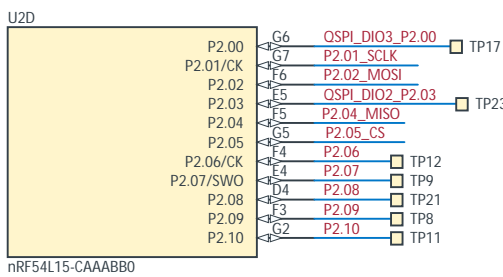 U2D
P2.00 G6 QSPI_DIO3_P2.00 TP17
P2.01/CK G7 P2.01_SCLK
P2.02 F6 P2.02_MOSI
P2.03 E5 QSPI_DIO2_P2.03 TP23
P2.04 F5 P2.04_MISO
P2.05 G5 P2.05_CS
P2.06/CK F4 P2.06 TP12
P2.07/SWO E4 P2.07 TP9
P2.08 D4 P2.08 TP21
P2.09 F3 P2.09 TP8
P2.10 G2 P2.10 TP11
nRF54L15-CAAABB0